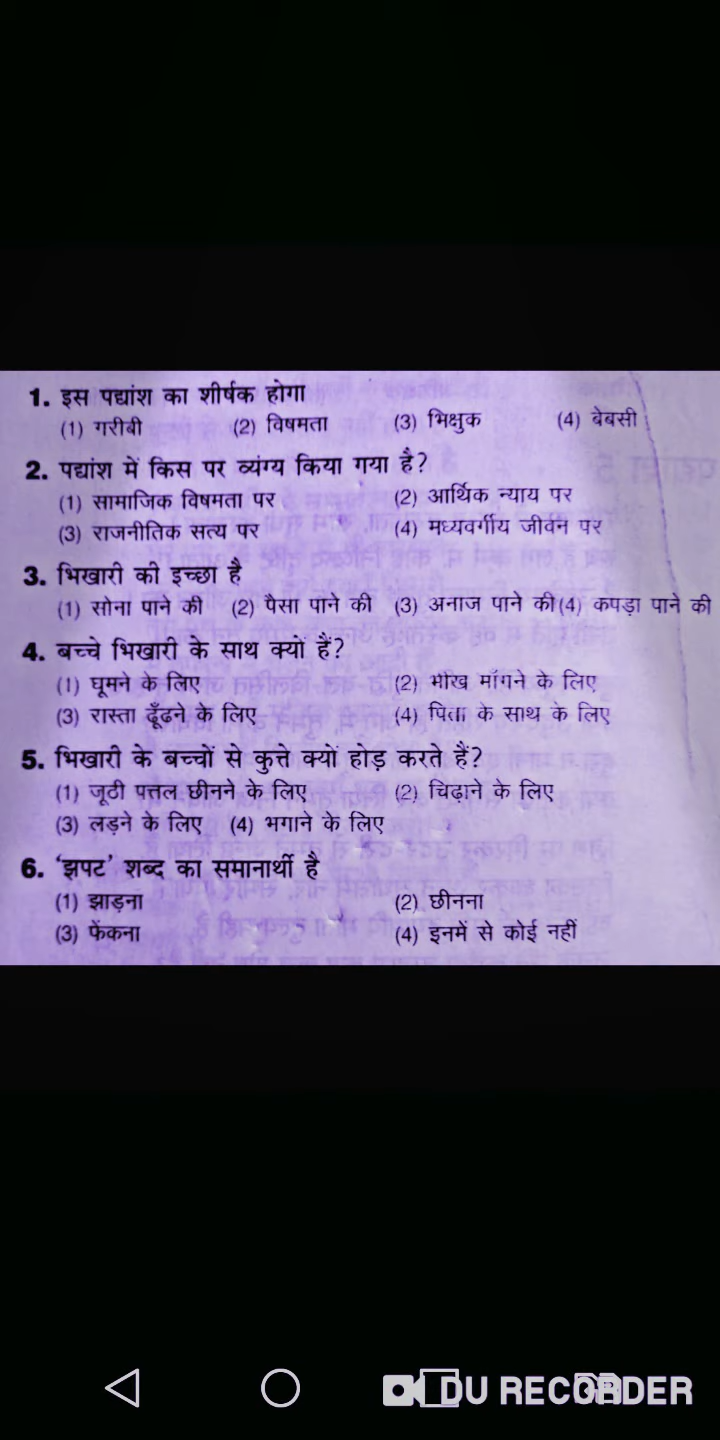 1. इस पद्यांश का शीर्षक होगा
(1) गरीबी (2) विषमता (3) भिक्षुक (4) बेबसी
2. पद्यांश में किस पर व्यंग्य किया गया है?
(1) सामाजिक विषमता पर (2) आर्थिक न्याय पर
(3) राजनीतिक सत्य पर (4) मध्यवर्गीय जीवन पर
3. भिखारी की इच्छा है
(1) सोना पाने की (2) पैसा पाने की (3) अनाज पाने की (4) कपड़ा पाने की
4. बच्चे भिखारी के साथ क्यों हैं?
(1) घूमने के लिए (2) भीख माँगने के लिए
(3) रास्ता ढूँढने के लिए (4) पिता के साथ के लिए
5. भिखारी के बच्चों से कुत्ते क्यों होड़ करते हैं?
(1) जूठी पत्तल छीनने के लिए (2) चिढ़ाने के लिए
(3) लड़ने के लिए (4) भगाने के लिए
6. 'झपट' शब्द का समानार्थी है
(1) झाड़ना (2) छीनना
(3) फेंकना (4) इनमें से कोई नहीं
DU RECORDER